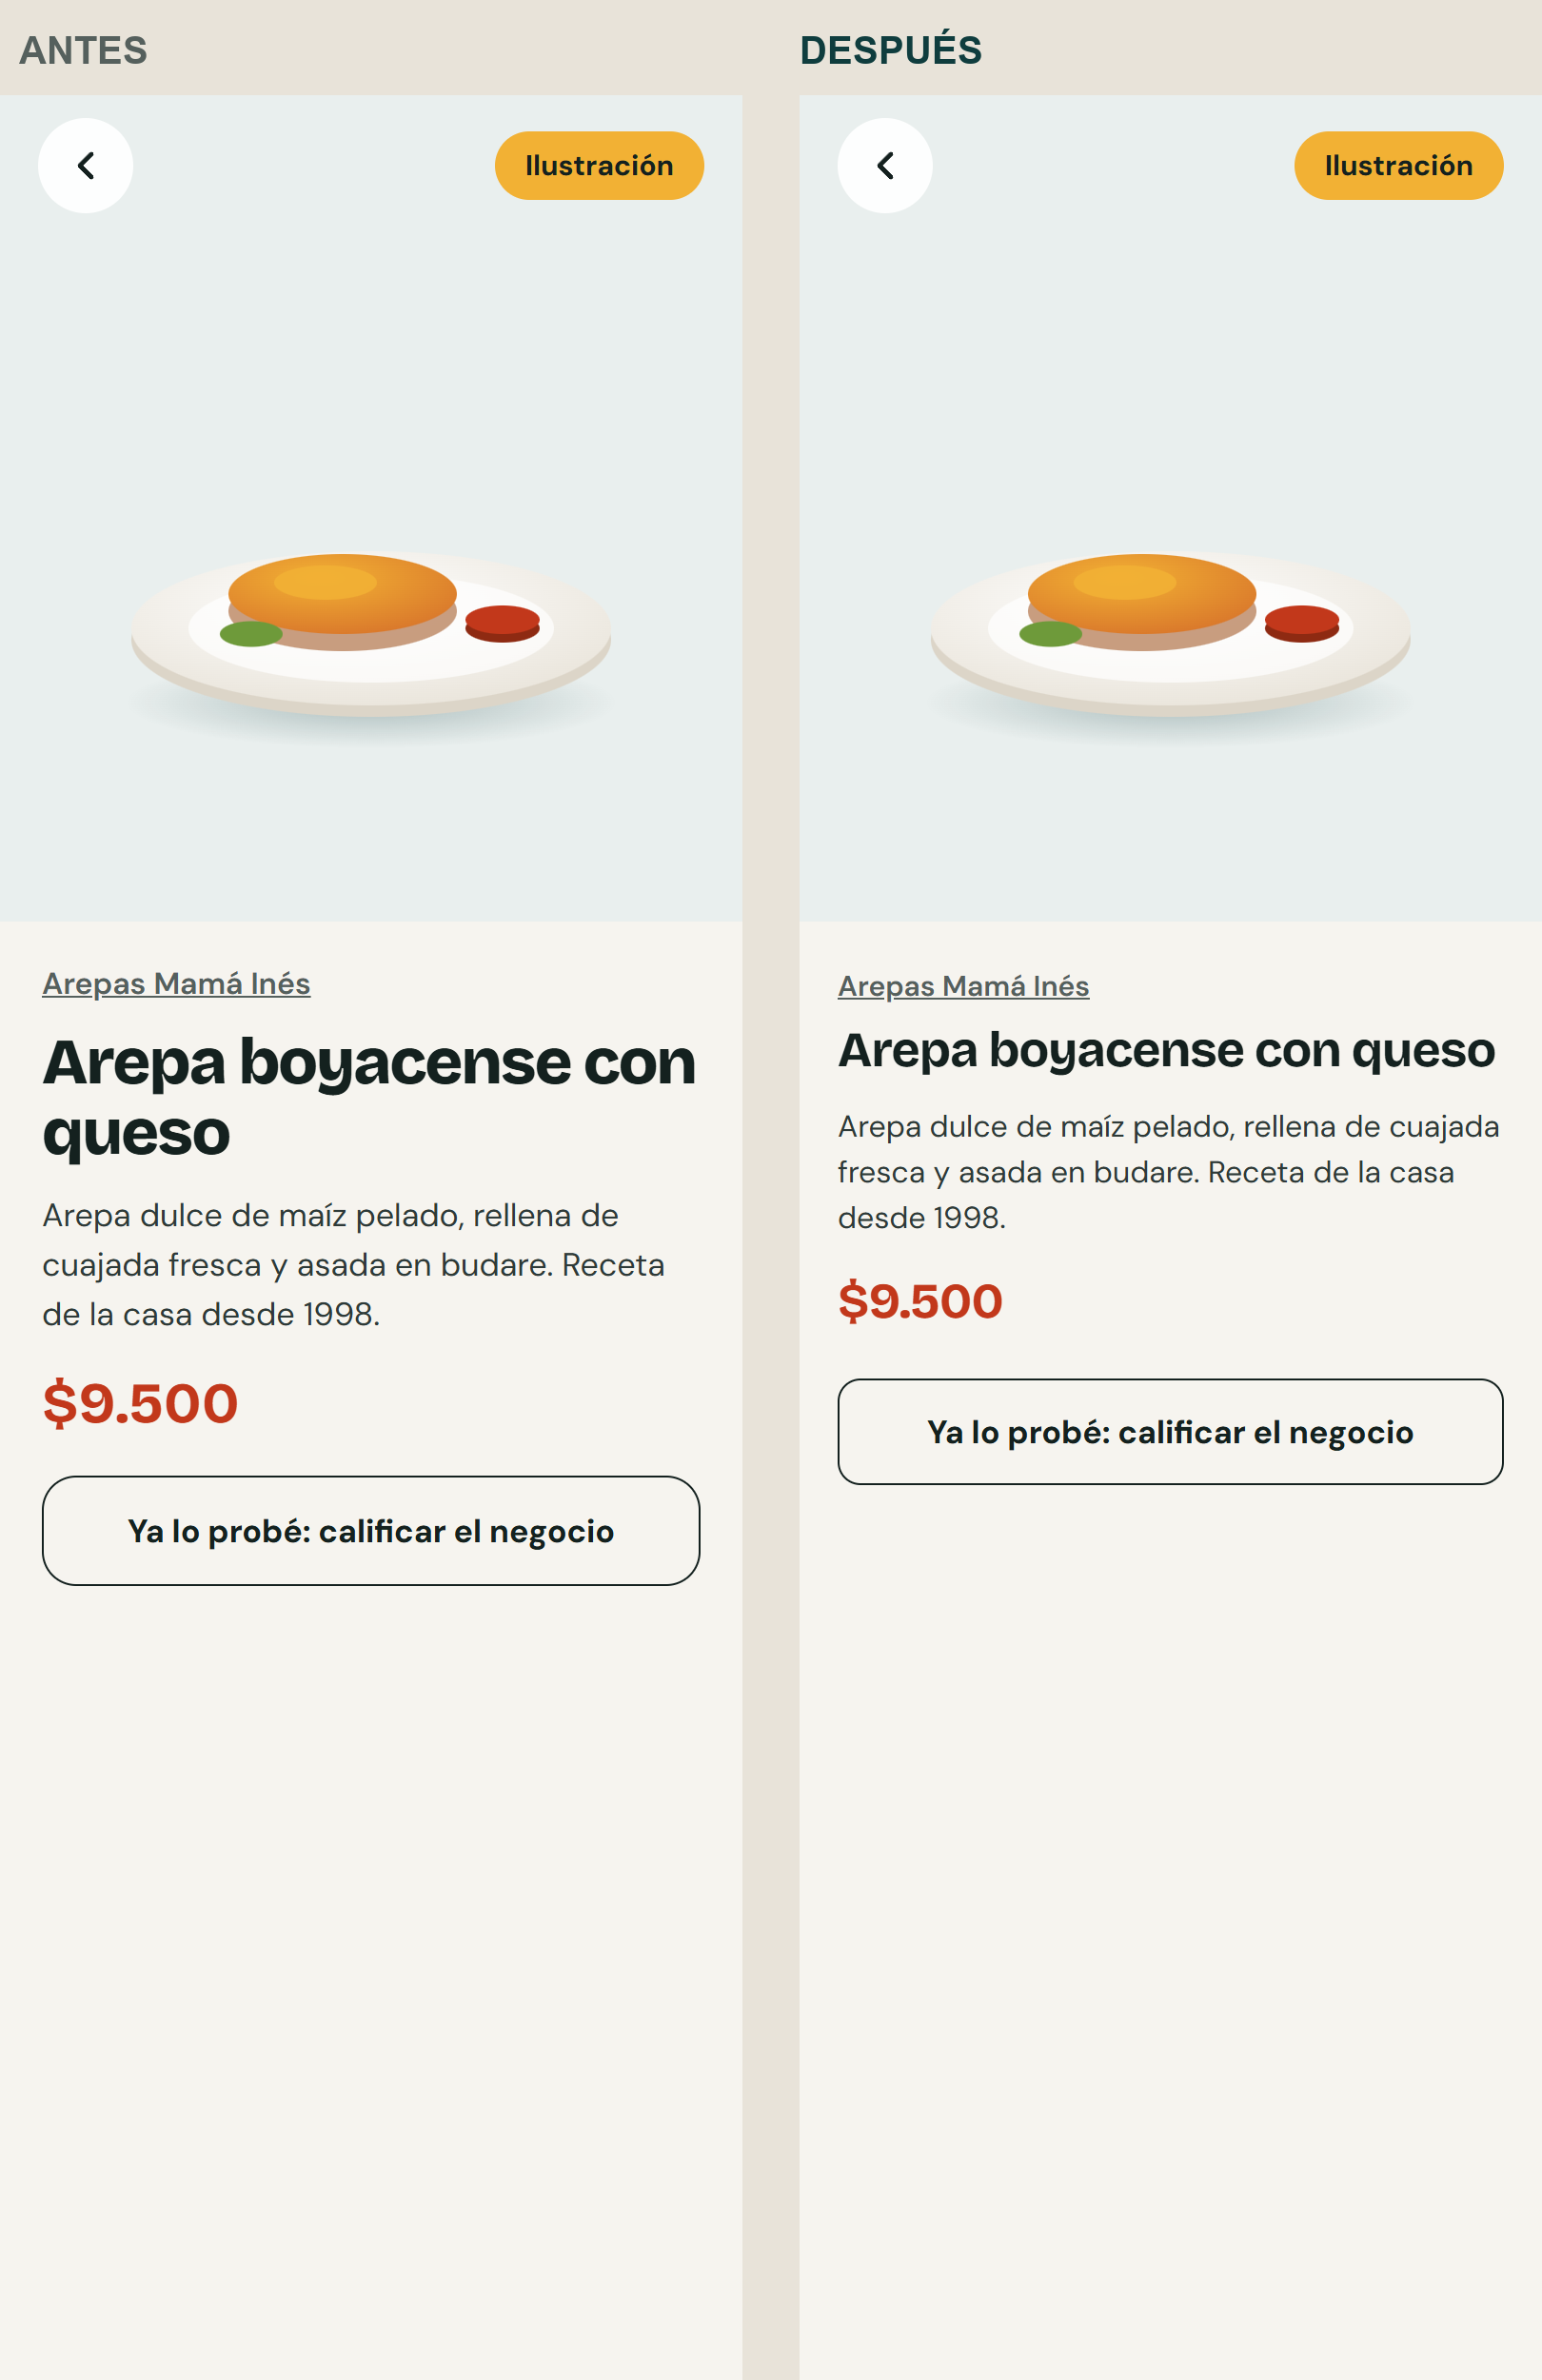 ANTES
Ilustración
Arepas Mamá Inés
Arepa boyacense con
queso
Arepa dulce de maíz pelado, rellena de
cuajada fresca y asada en budare. Receta
de la casa desde 1998.
$9.500
Ya lo probé: calificar el negocio
DESPUÉS
Ilustración
Arepas Mamá Inés
Arepa boyacense con queso
Arepa dulce de maíz pelado, rellena de cuajada
fresca y asada en budare. Receta de la casa
desde 1998.
$9.500
Ya lo probé: calificar el negocio